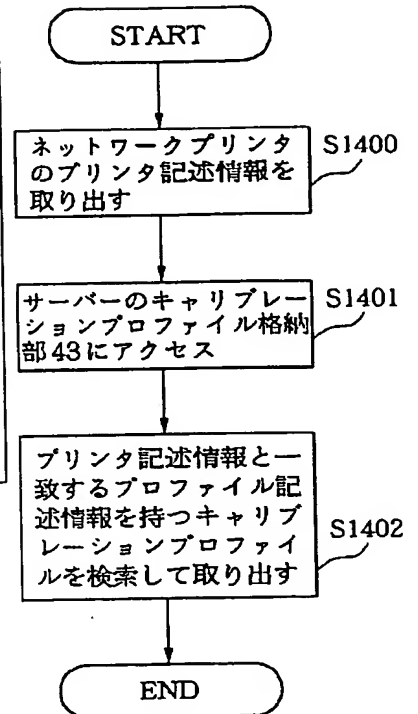 START
ネットワークプリンタ
のプリンタ記述情報を
取り出す
S1400
サーバーのキャリブレー
ションプロファイル格納
部43にアクセス
S1401
プリンタ記述情報と一
致するプロファイル記
述情報を持つキャリブ
レーションプロファイ
ルを検索して取り出す
S1402
END